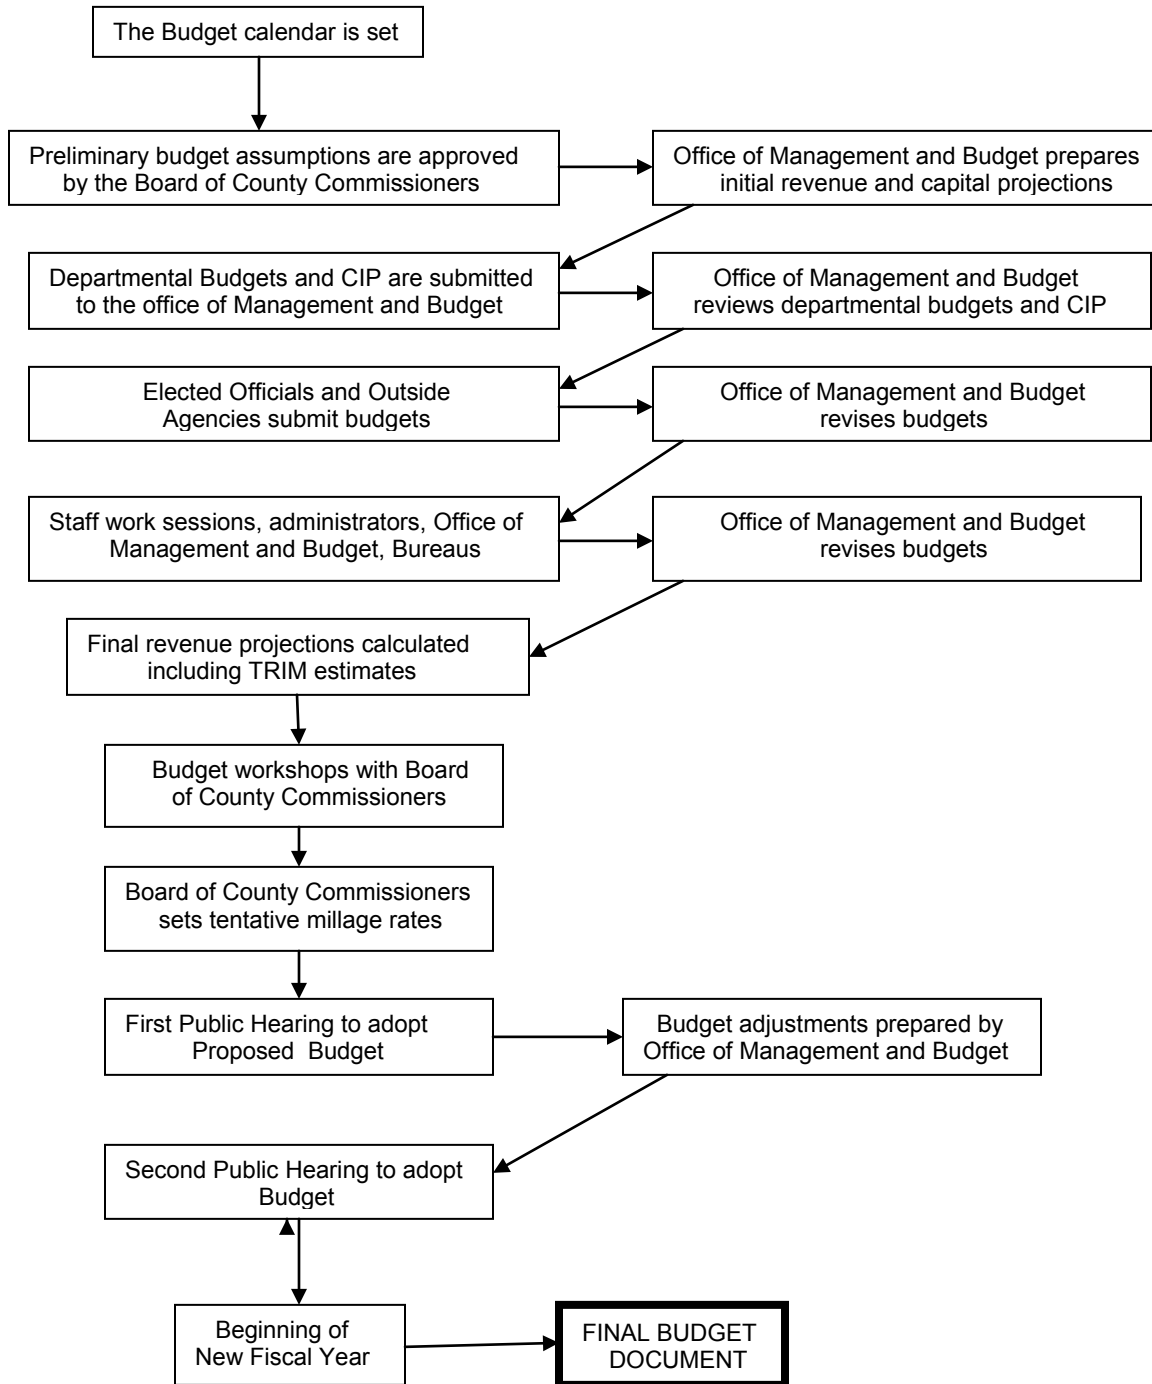 The Budget calendar is set
Preliminary budget assumptions are approved
by the Board of County Commissioners
Office of Management and Budget prepares
initial revenue and capital projections
Departmental Budgets and CIP are submitted
to the office of Management and Budget
Office of Management and Budget
reviews departmental budgets and CIP
Elected Officials and Outside
Agencies submit budgets
Office of Management and Budget
revises budgets
Staff work sessions, administrators, Office of
Management and Budget, Bureaus
Office of Management and Budget
revises budgets
Final revenue projections calculated
including TRIM estimates
Budget workshops with Board
of County Commissioners
Board of County Commissioners
sets tentative millage rates
First Public Hearing to adopt
Proposed Budget
Budget adjustments prepared by
Office of Management and Budget
Second Public Hearing to adopt
Budget
Beginning of
New Fiscal Year
FINAL BUDGET
DOCUMENT